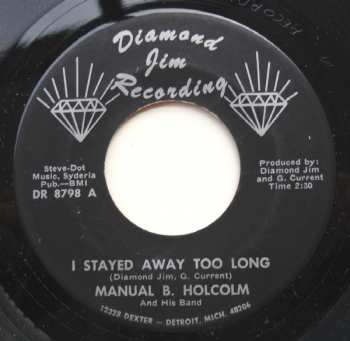 Diamond
Jim
Recording
Steve-Dot
Music, Syderia
Pub.—BMI
DR 8798 A
Produced by:
Diamond Jim
and G. Current
Time 2:30
I STAYED AWAY TOO LONG
(Diamond Jim, G. Current)
MANUAL B. HOLCOLM
And His Band
12228 DEXTER — DETROIT, MICH. 48206